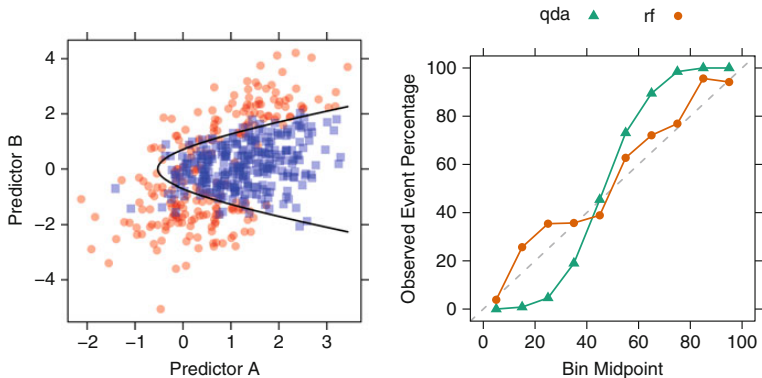 qda rf
4
2
0
−2
−4
Predictor B
−2 −1 0 1 2 3
Predictor A
100
80
60
40
20
0
Observed Event Percentage
0 20 40 60 80 100
Bin Midpoint